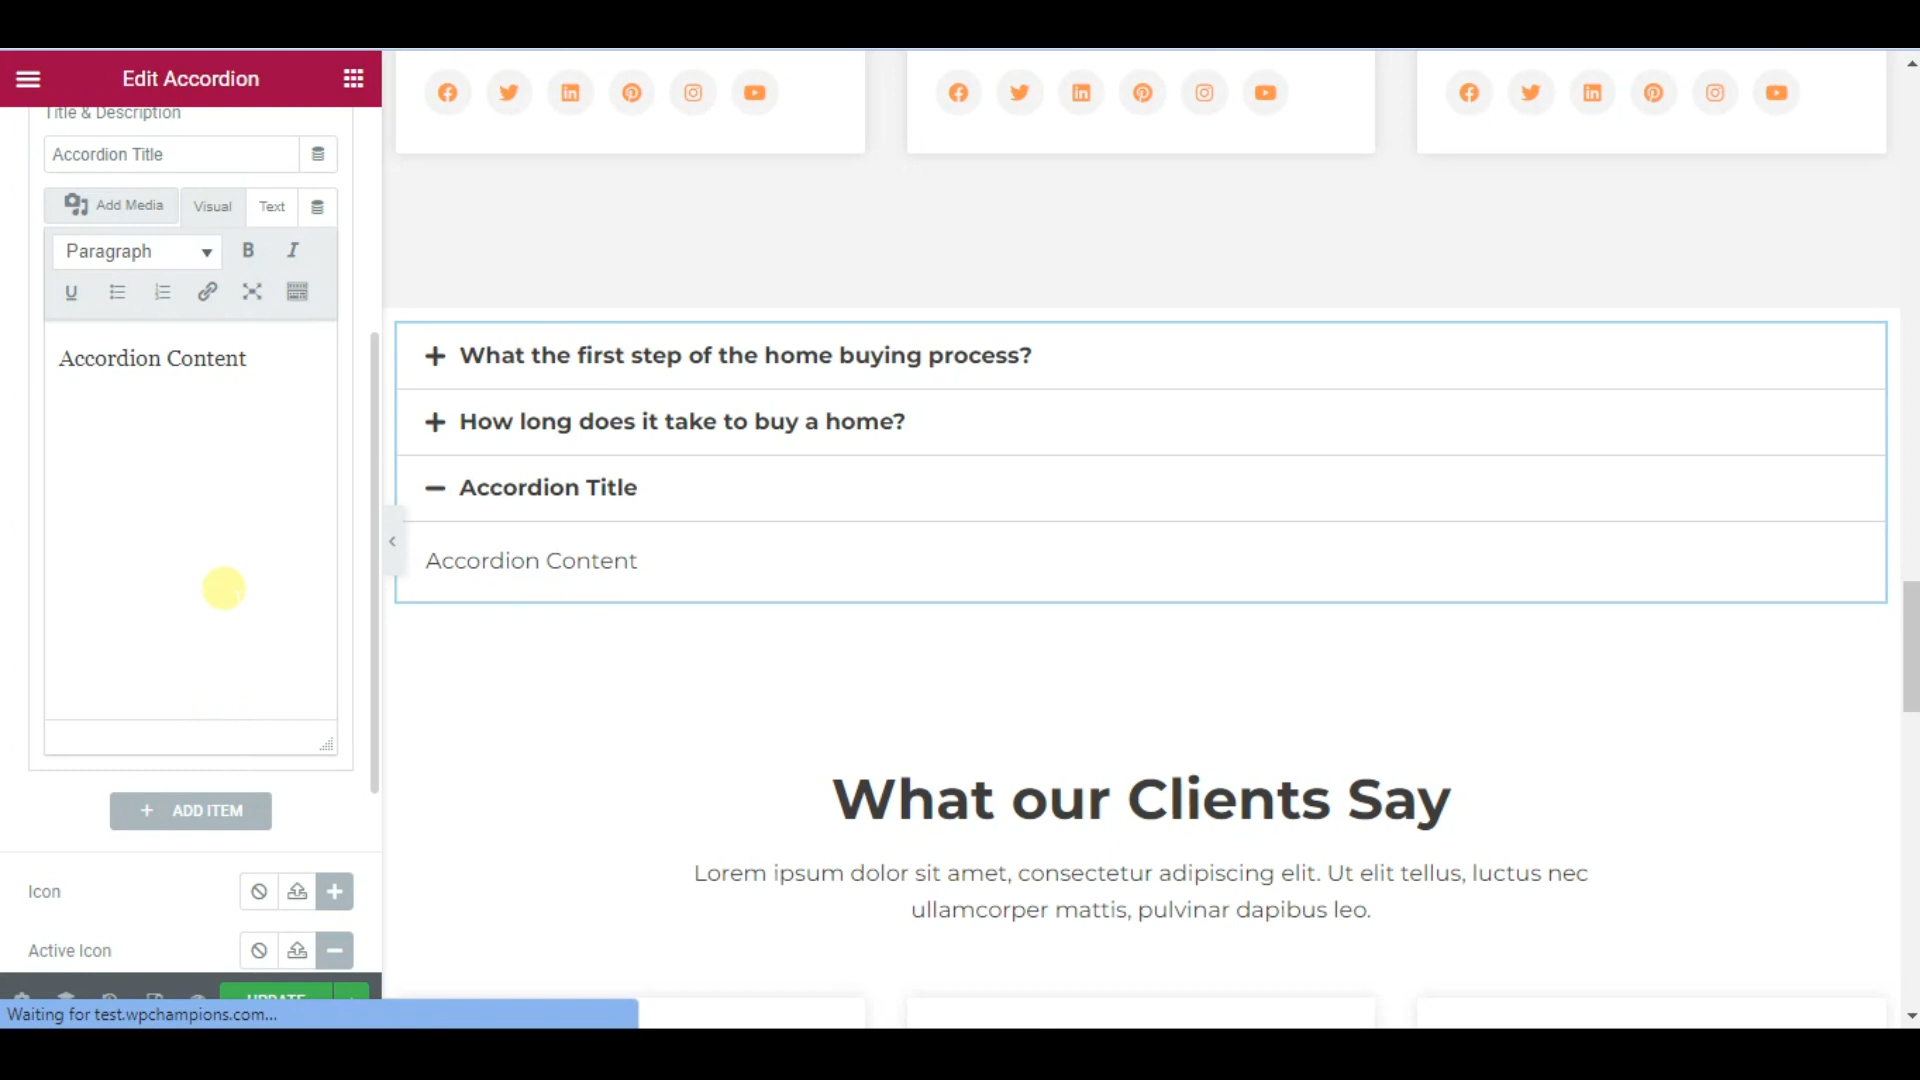 Edit Accordion
Title & Description
Accordion Title
Add Media
Visual
Text
Paragraph
B
I
U
Accordion Content
+ ADD ITEM
Icon
Active Icon
UPDATE
Waiting for test.wpchampions.com...
What the first step of the home buying process?
How long does it take to buy a home?
Accordion Title
Accordion Content
What our Clients Say
Lorem ipsum dolor sit amet, consectetur adipiscing elit. Ut elit tellus, luctus nec
ullamcorper mattis, pulvinar dapibus leo.